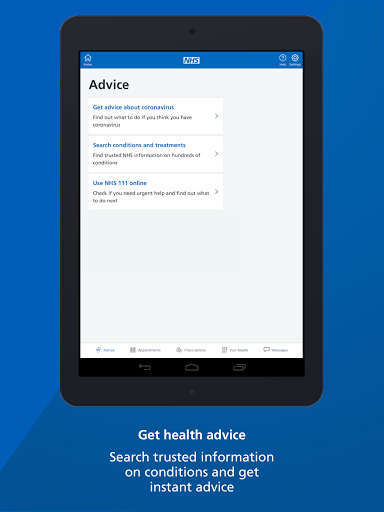 Home
NHS
Help
Settings
Advice
Get advice about coronavirus
Find out what to do if you think you have
coronavirus
Search conditions and treatments
Find trusted NHS information on hundreds of
conditions
Use NHS 111 online
Check if you need urgent help and find out what
to do next
Advice
Appointments
Prescriptions
Your Health
Messages
Get health advice
Search trusted information
on conditions and get
instant advice